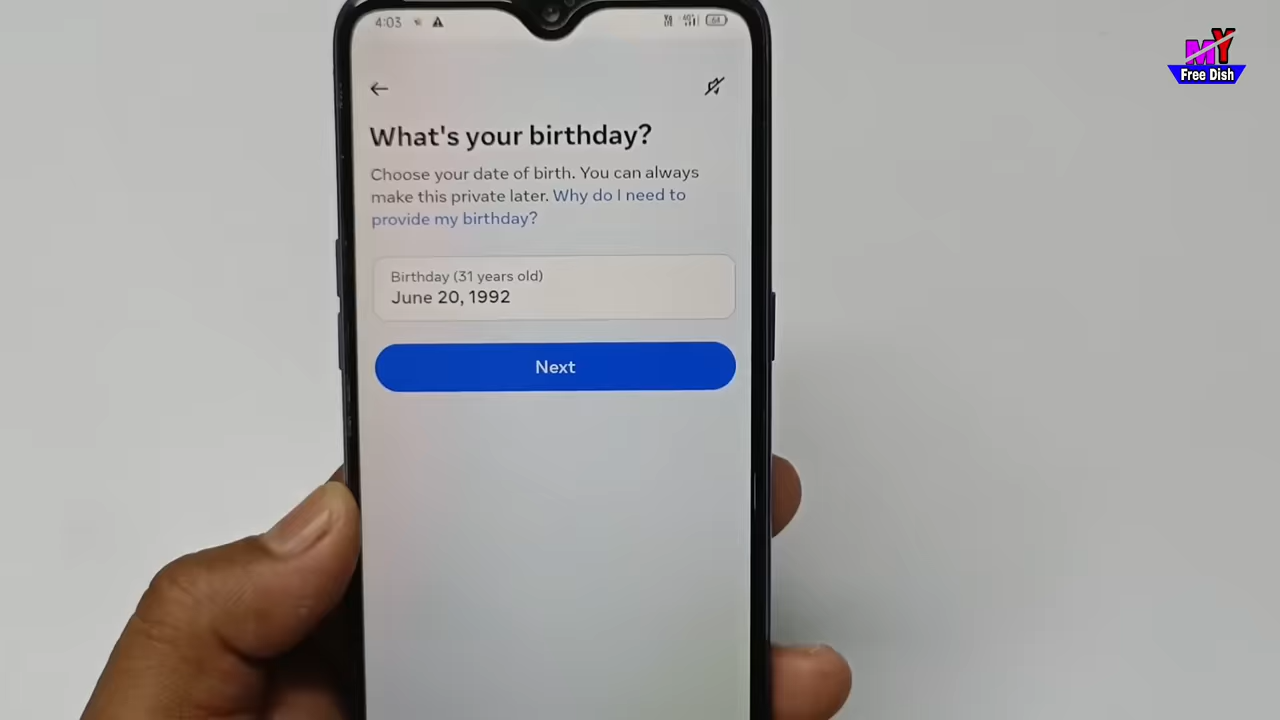 4:03
64
MY
Free Dish
What's your birthday?
Choose your date of birth. You can always
make this private later. Why do I need to
provide my birthday?
Birthday (31 years old)
June 20, 1992
Next